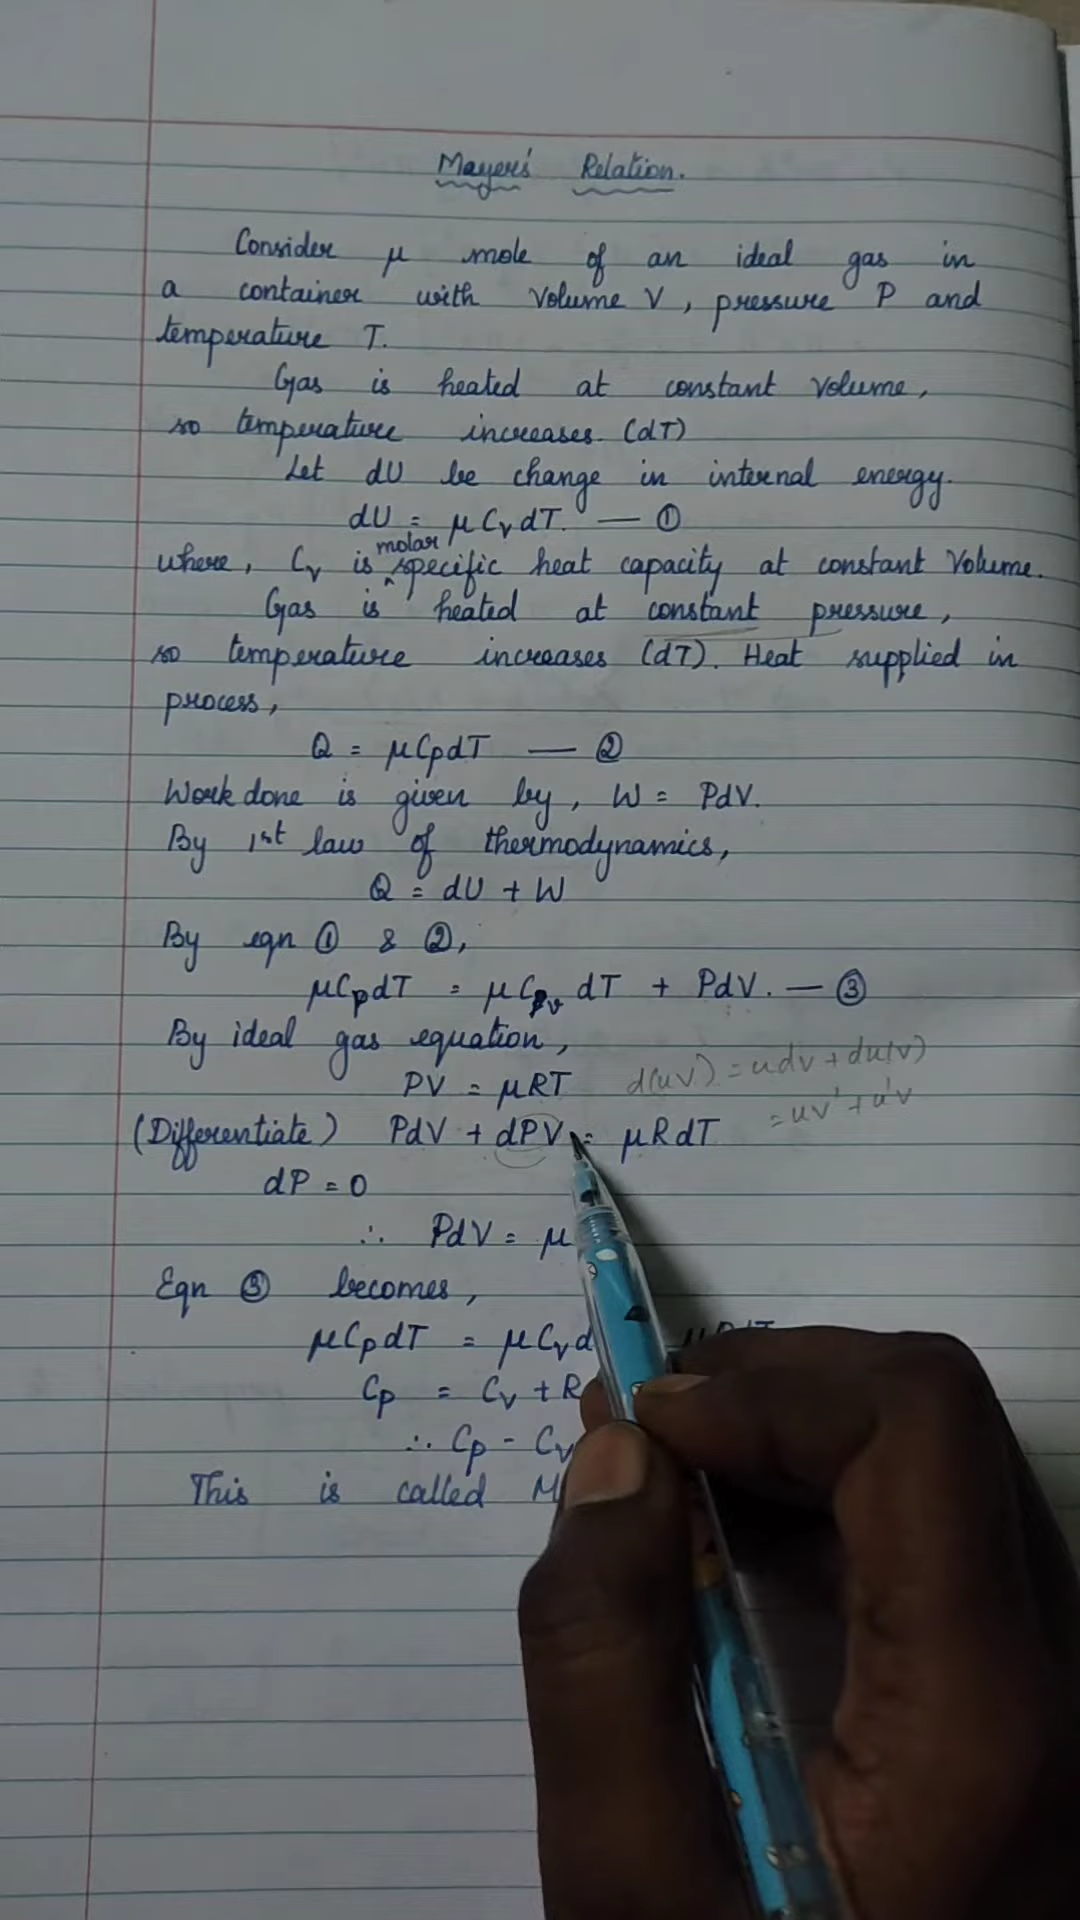 Mayer's Relation.
Consider μ mole of an ideal gas in
a container with Volume V, pressure P and
temperature T.
Gas is heated at constant Volume,
so temperature increases. (dT)
Let dU be change in internal energy.
dU = μCᵥdT. — ①
molar
where, Cᵥ is ^ specific heat capacity at constant Volume.
Gas is heated at constant pressure,
so temperature increases (dT). Heat supplied in
process,
Q = μCpdT — ②
Work done is given by, W = PdV.
By 1st law of thermodynamics,
Q = dU + W
By eqn ① & ②,
μCpdT = μCᵥ dT + PdV. — ③
By ideal gas equation,
PV = μRT d(uv) = udv + du(v)
= uv' + u'v
(Differentiate) PdV + dPV = μRdT
dP = 0
∴ PdV = μ
Eqn ③ becomes,
μCpdT = μCᵥd μRdT
Cp = Cᵥ + R
∴ Cp - Cᵥ
This is called M